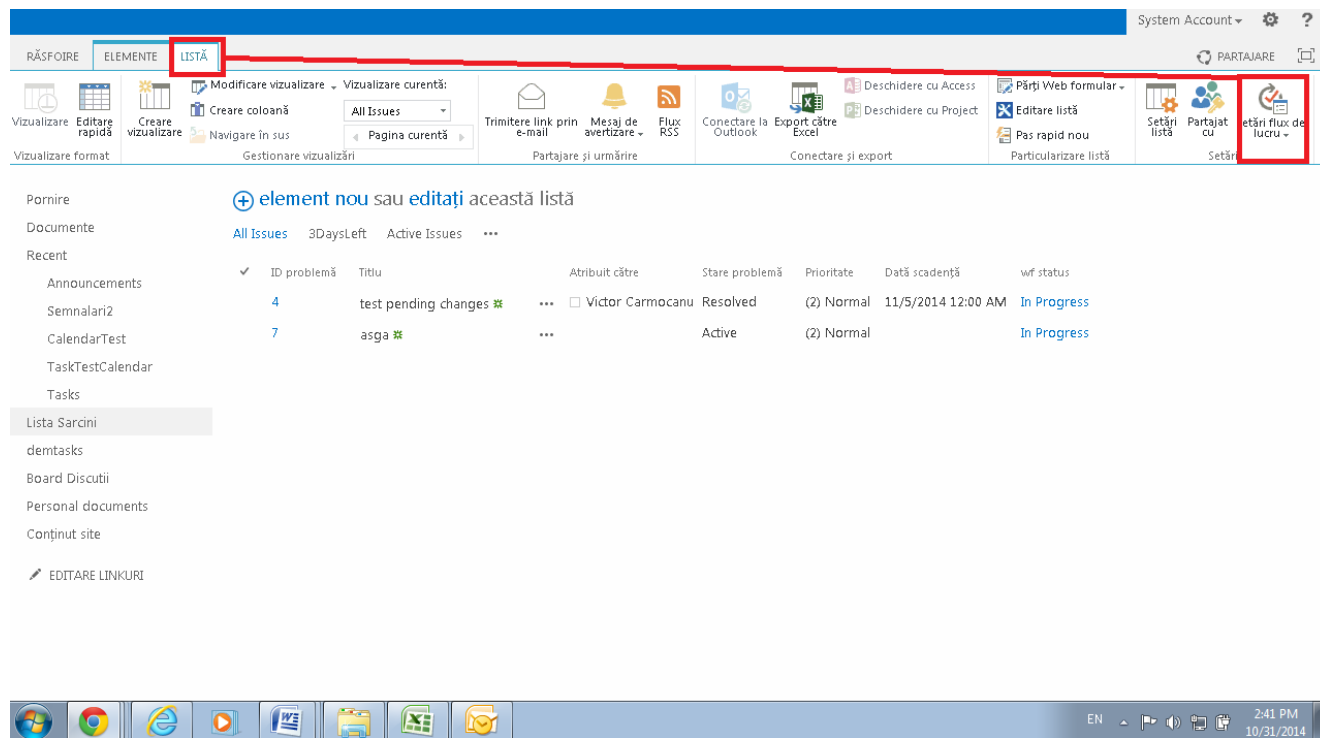 System Account ?
RĂSFOIRE ELEMENTE LISTĂ PARTAJARE
Vizualizare
Editare rapidă
Vizualizare format
Creare vizualizare
Modificare vizualizare
Creare coloană
Navigare în sus
Vizualizare curentă:
All Issues
Pagina curentă
Gestionare vizualizări
Trimitere link prin e-mail
Mesaj de avertizare
Flux RSS
Partajare și urmărire
Conectare la Outlook
Export către Excel
Deschidere cu Access
Deschidere cu Project
Conectare și export
Părți Web formular
Editare listă
Pas rapid nou
Particularizare listă
Setări listă
Partajat cu
etări flux de lucru
Setări
Pornire
Documente
Recent
Announcements
Semnalari2
CalendarTest
TaskTestCalendar
Tasks
Lista Sarcini
demtasks
Board Discutii
Personal documents
Conținut site
EDITARE LINKURI
element nou sau editați această listă
All Issues 3DaysLeft Active Issues ...
ID problemă Titlu Atribuit către Stare problemă Prioritate Dată scadență wf status
4 test pending changes ... Victor Carmocanu Resolved (2) Normal 11/5/2014 12:00 AM In Progress
7 asga ... Active (2) Normal In Progress
EN 2:41 PM
10/31/2014